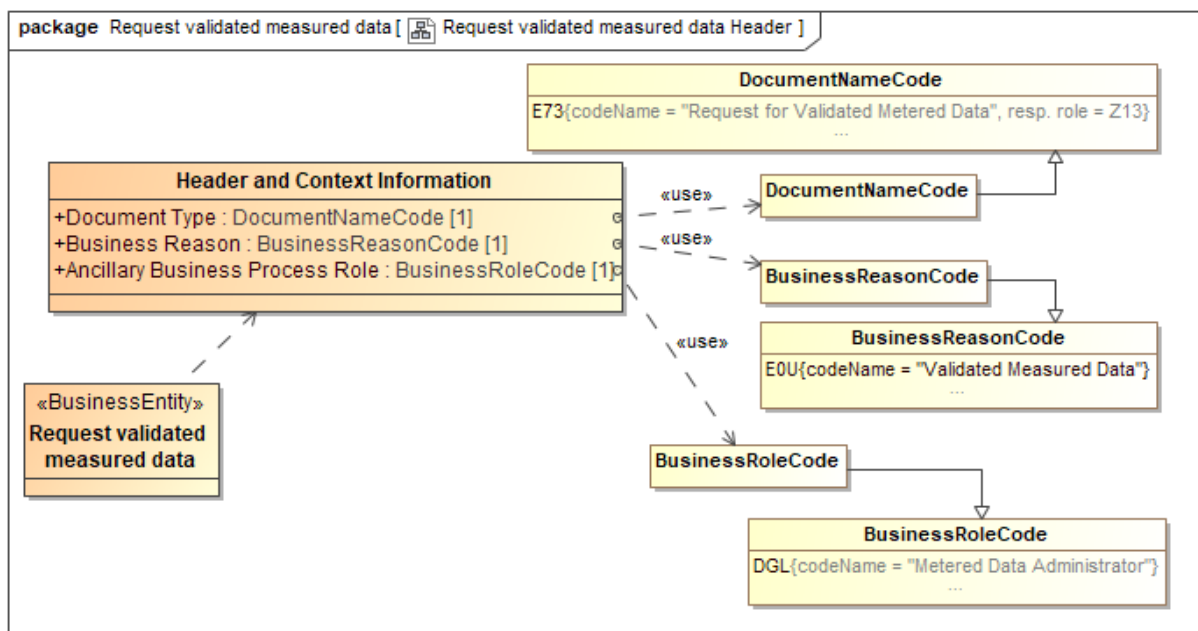 package Request validated measured data [ Request validated measured data Header ]
DocumentNameCode
E73{codeName = "Request for Validated Metered Data", resp. role = Z13}
...
Header and Context Information
+Document Type : DocumentNameCode [1]
+Business Reason : BusinessReasonCode [1]
+Ancillary Business Process Role : BusinessRoleCode [1]
«use»
DocumentNameCode
«use»
BusinessReasonCode
BusinessReasonCode
E0U{codeName = "Validated Measured Data"}
...
«use»
«BusinessEntity»
Request validated
measured data
BusinessRoleCode
BusinessRoleCode
DGL{codeName = "Metered Data Administrator"}
...